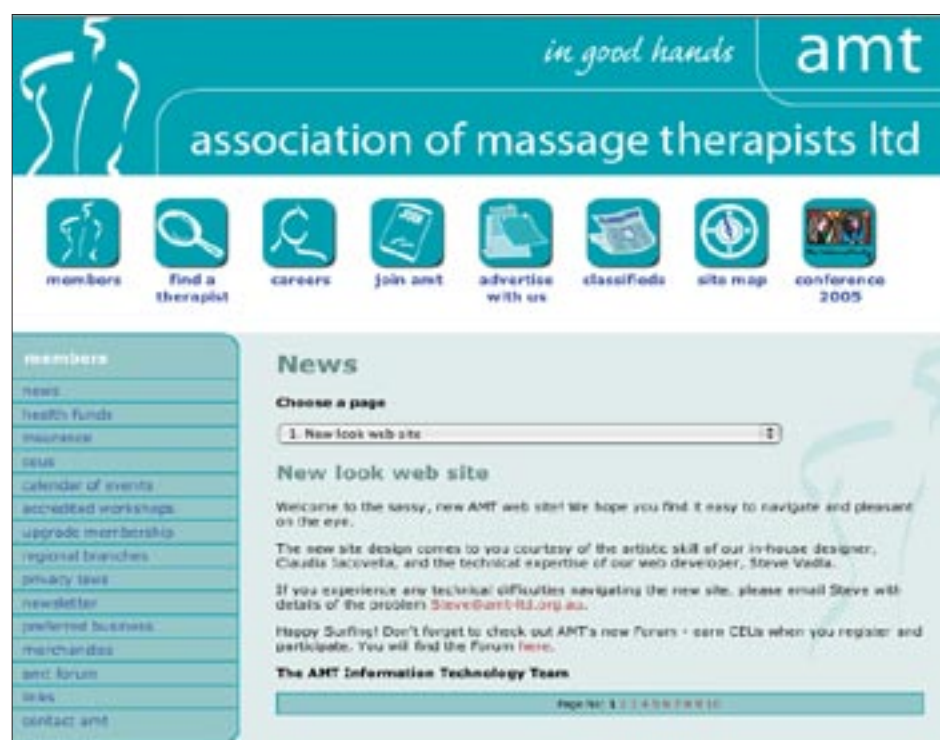 in good hands
amt
association of massage therapists ltd
members
find a
therapist
careers
join amt
advertise
with us
classifieds
site map
conference
2005
members
news
health funds
insurance
ceus
calendar of events
accredited workshops
upgrade membership
regional branches
privacy laws
newsletter
preferred business
merchandise
amt forum
links
contact amt
News
Choose a page
1. New look web site
New look web site
Welcome to the sassy, new AMT web site! We hope you find it easy to navigate and pleasant
on the eye.
The new site design comes to you courtesy of the artistic skill of our in-house designer,
Claudia Iacovella, and the technical expertise of our web developer, Steve Vadla.
If you experience any technical difficulties navigating the new site, please email Steve with
details of the problem Steve@amt-ltd.org.au.
Happy Surfing! Don't forget to check out AMT's new Forum - earn CEUs when you register and
participate. You will find the Forum here.
The AMT Information Technology Team
Page No: 1 2 3 4 5 6 7 8 9 10